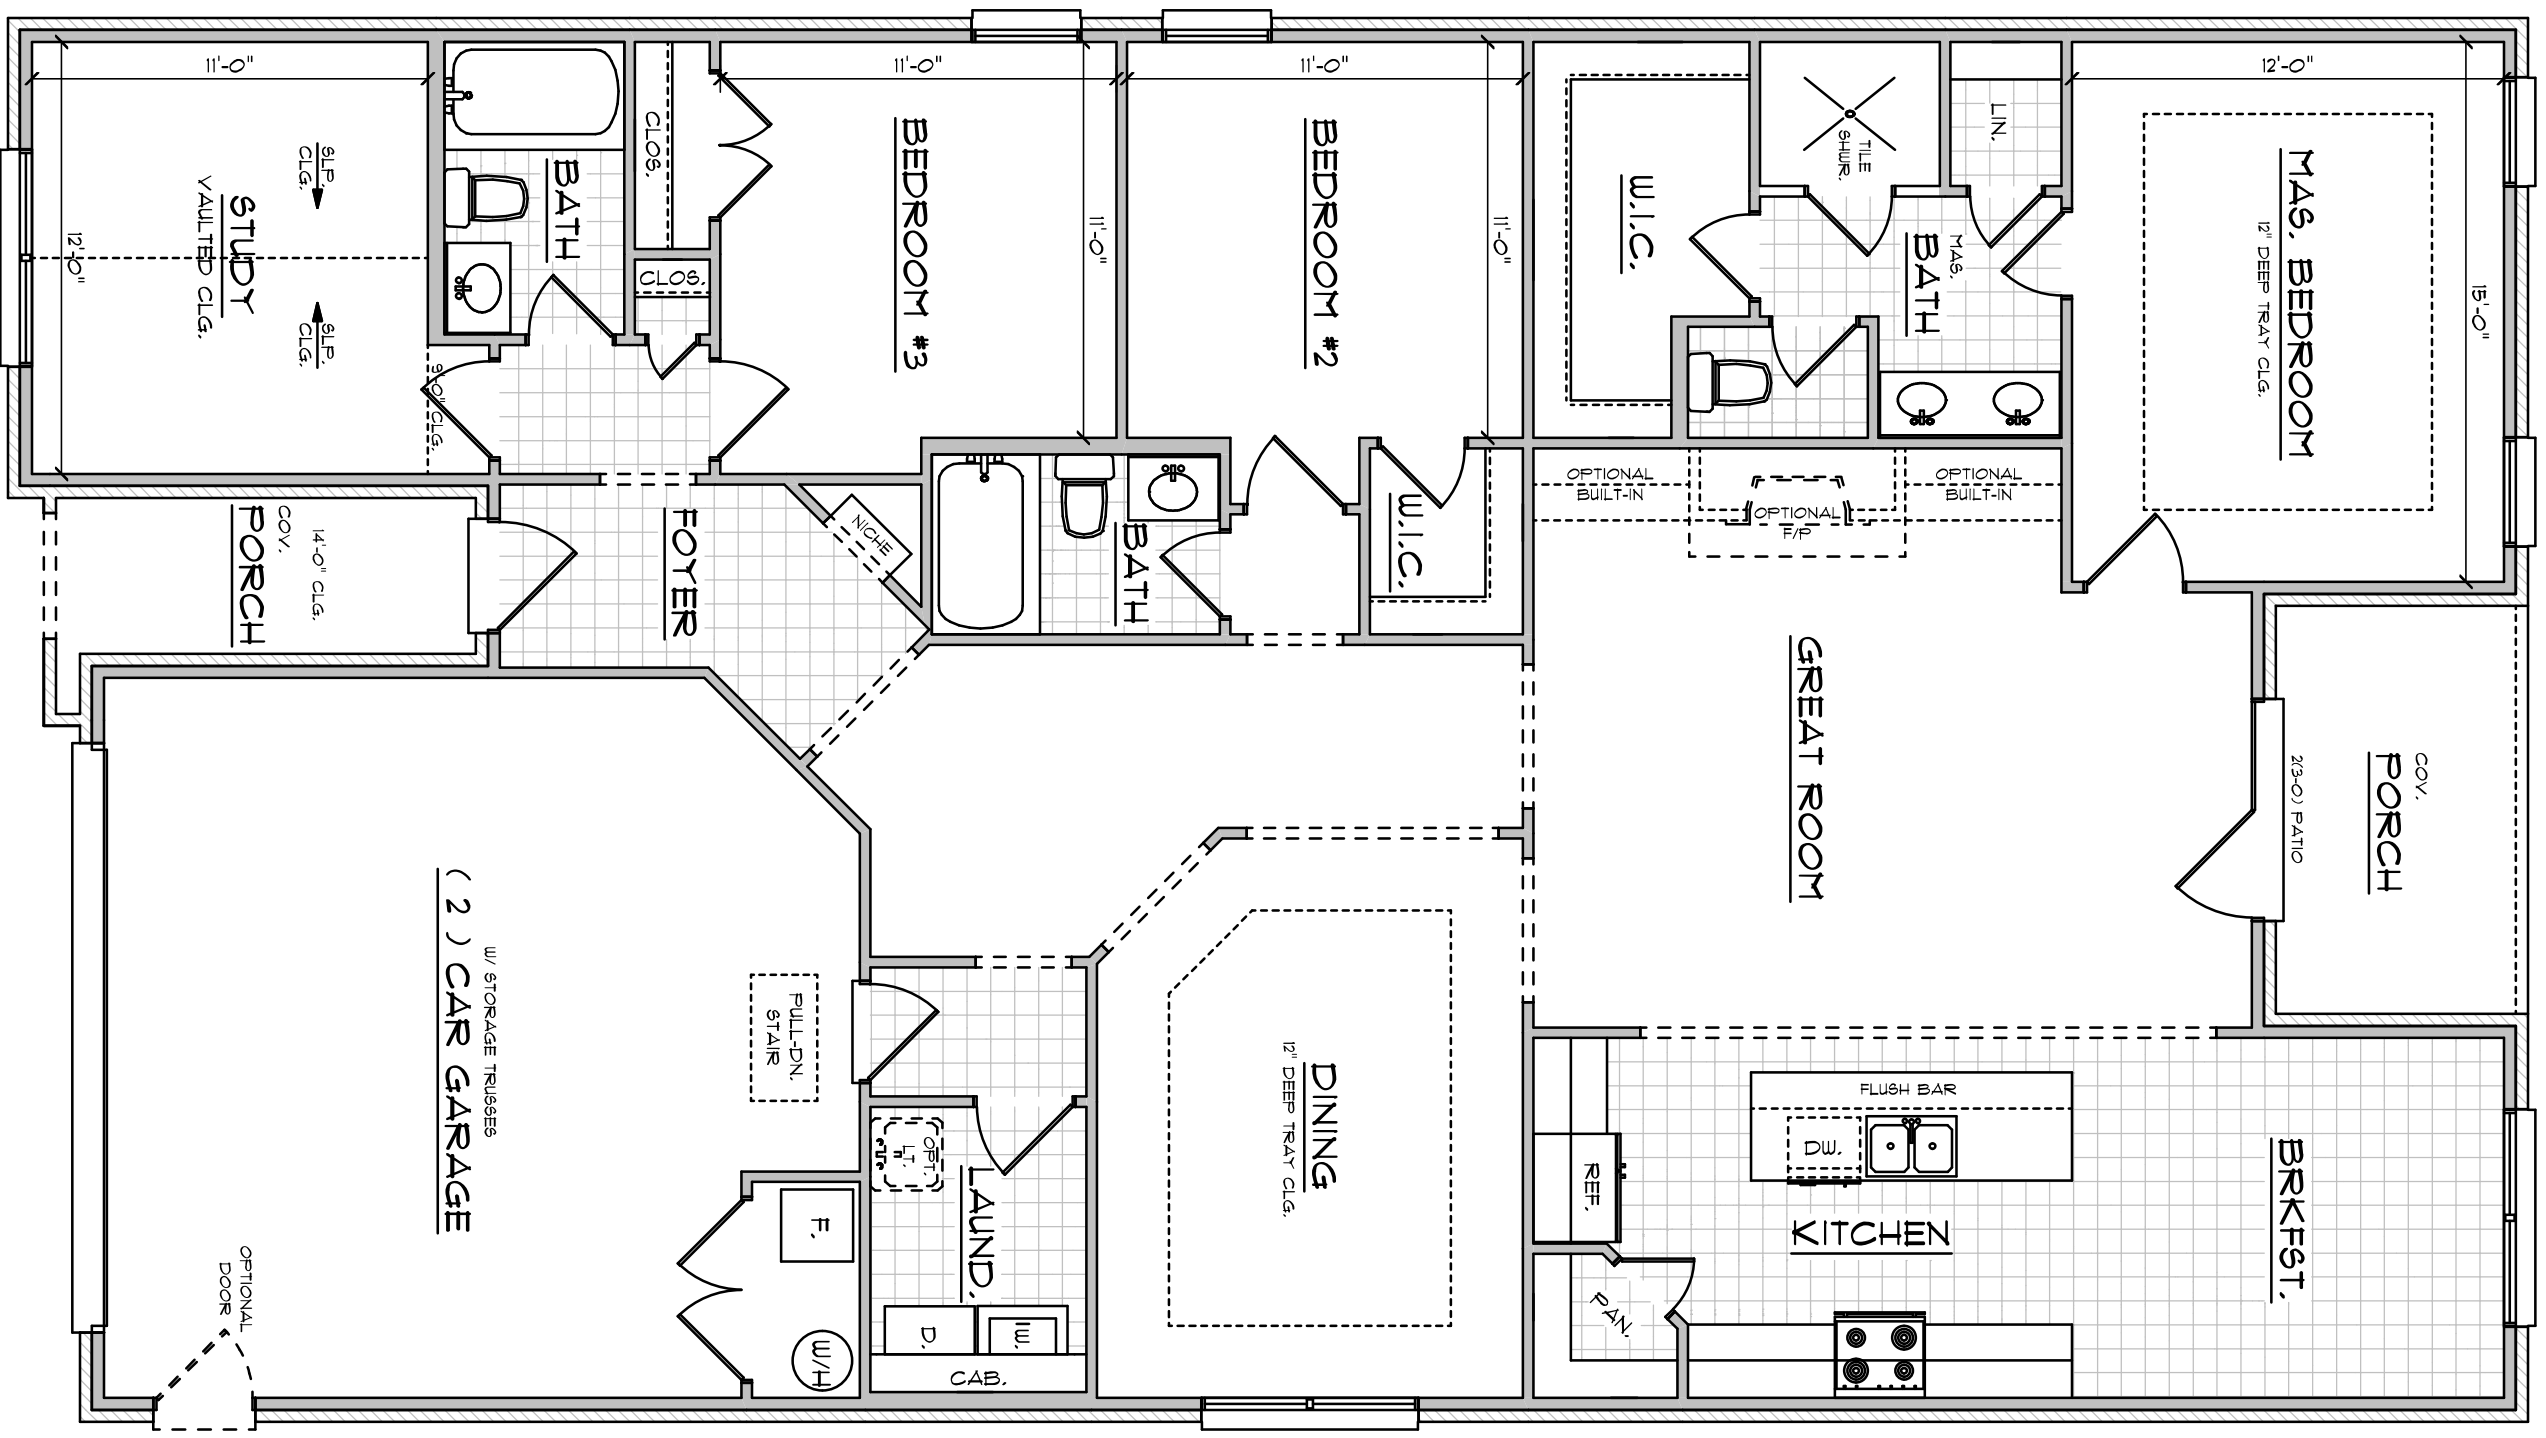 11'-0"
12'-0"
SLP.
CLG.
SLP.
CLG.
STUDY
VAULTED CLG.
9'-0" CLG.
BATH
CLOS.
CLOS.
11'-0"
11'-0"
BEDROOM #3
11'-0"
11'-0"
BEDROOM #2
W.I.C.
TILE
SHWR.
LIN.
MAS.
BATH
12'-0"
15'-0"
MAS. BEDROOM
12" DEEP TRAY CLG.
14'-0" CLG.
COV.
PORCH
FOYER
NICHE
BATH
W.I.C.
OPTIONAL
BUILT-IN
OPTIONAL
F/P
OPTIONAL
BUILT-IN
GREAT ROOM
2(3-0) PATIO
COV.
PORCH
W/ STORAGE TRUSSES
( 2 ) CAR GARAGE
PULL-DN.
STAIR
OPTIONAL
DOOR
F.
W/H
OPT.
LT.
LAUND.
D.
W.
CAB.
DINING
12" DEEP TRAY CLG.
REF.
PAN.
FLUSH BAR
DW.
KITCHEN
BRKFST.